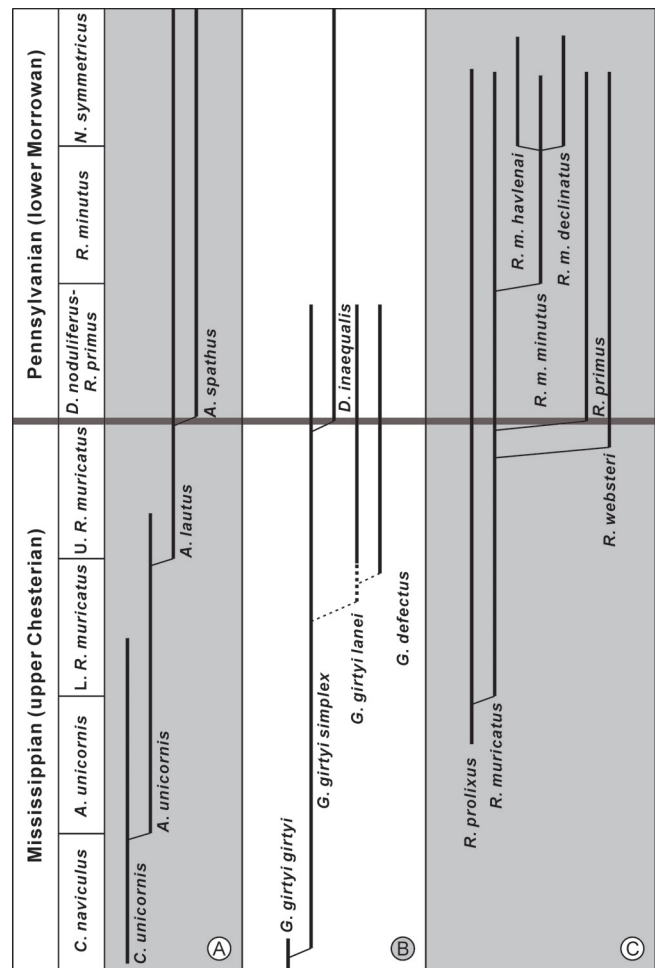 Pennsylvanian (lower Morrowan)
Mississippian (upper Chesterian)
N. symmetricus
R. minutus
D. noduliferus-
R. primus
U. R. muricatus
L. R. muricatus
A. unicornis
C. naviculus
C. unicornis
A. unicornis
A. lautus
A. spathus
A
G. girtyi girtyi
G. girtyi simplex
D. inaequalis
G. girtyi lanei
G. defectus
B
R. prolixus
R. muricatus
R. m. havlenai
R. m. minutus
R. m. declinatus
R. primus
R. websteri
C